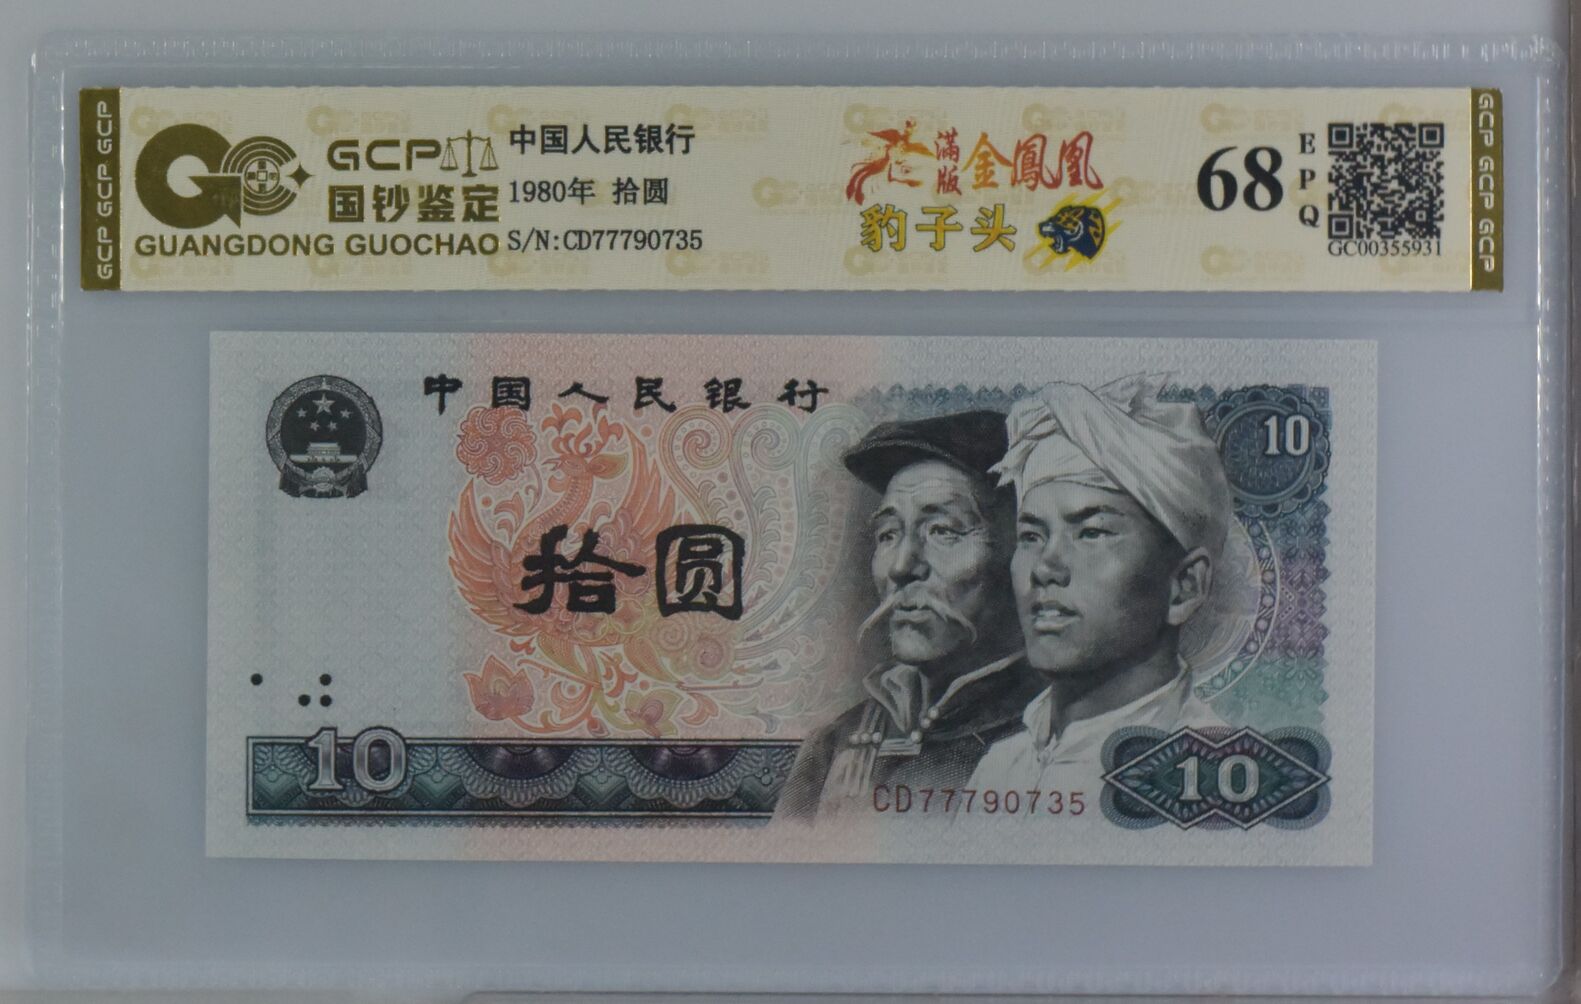 GCP
国钞鉴定
GUANGDONG GUOCHAO
中国人民银行
1980年 拾圆
S/N:CD77790735
满版 金鳳凰
豹子头
68
EPQ
GC00355931
GCP GCP GCP
GCP GCP GCP
中国人民银行
10
拾圆
10
CD77790735
10